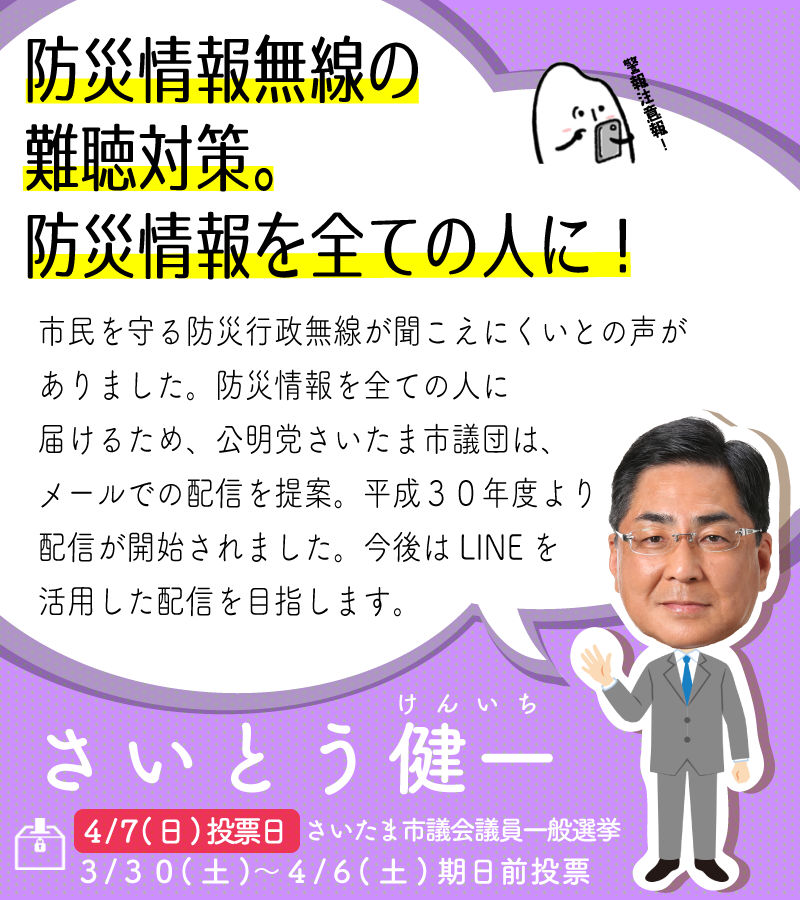 防災情報無線の
難聴対策。
防災情報を全ての人に！
警報注意報！
市民を守る防災行政無線が聞こえにくいとの声が
ありました。防災情報を全ての人に
届けるため、公明党さいたま市議団は、
メールでの配信を提案。平成３０年度より
配信が開始されました。今後は LINE を
活用した配信を目指します。
けんいち
さいとう健一
4/7(日)投票日 さいたま市議会議員一般選挙
３/３０(土)〜４/６(土)期日前投票